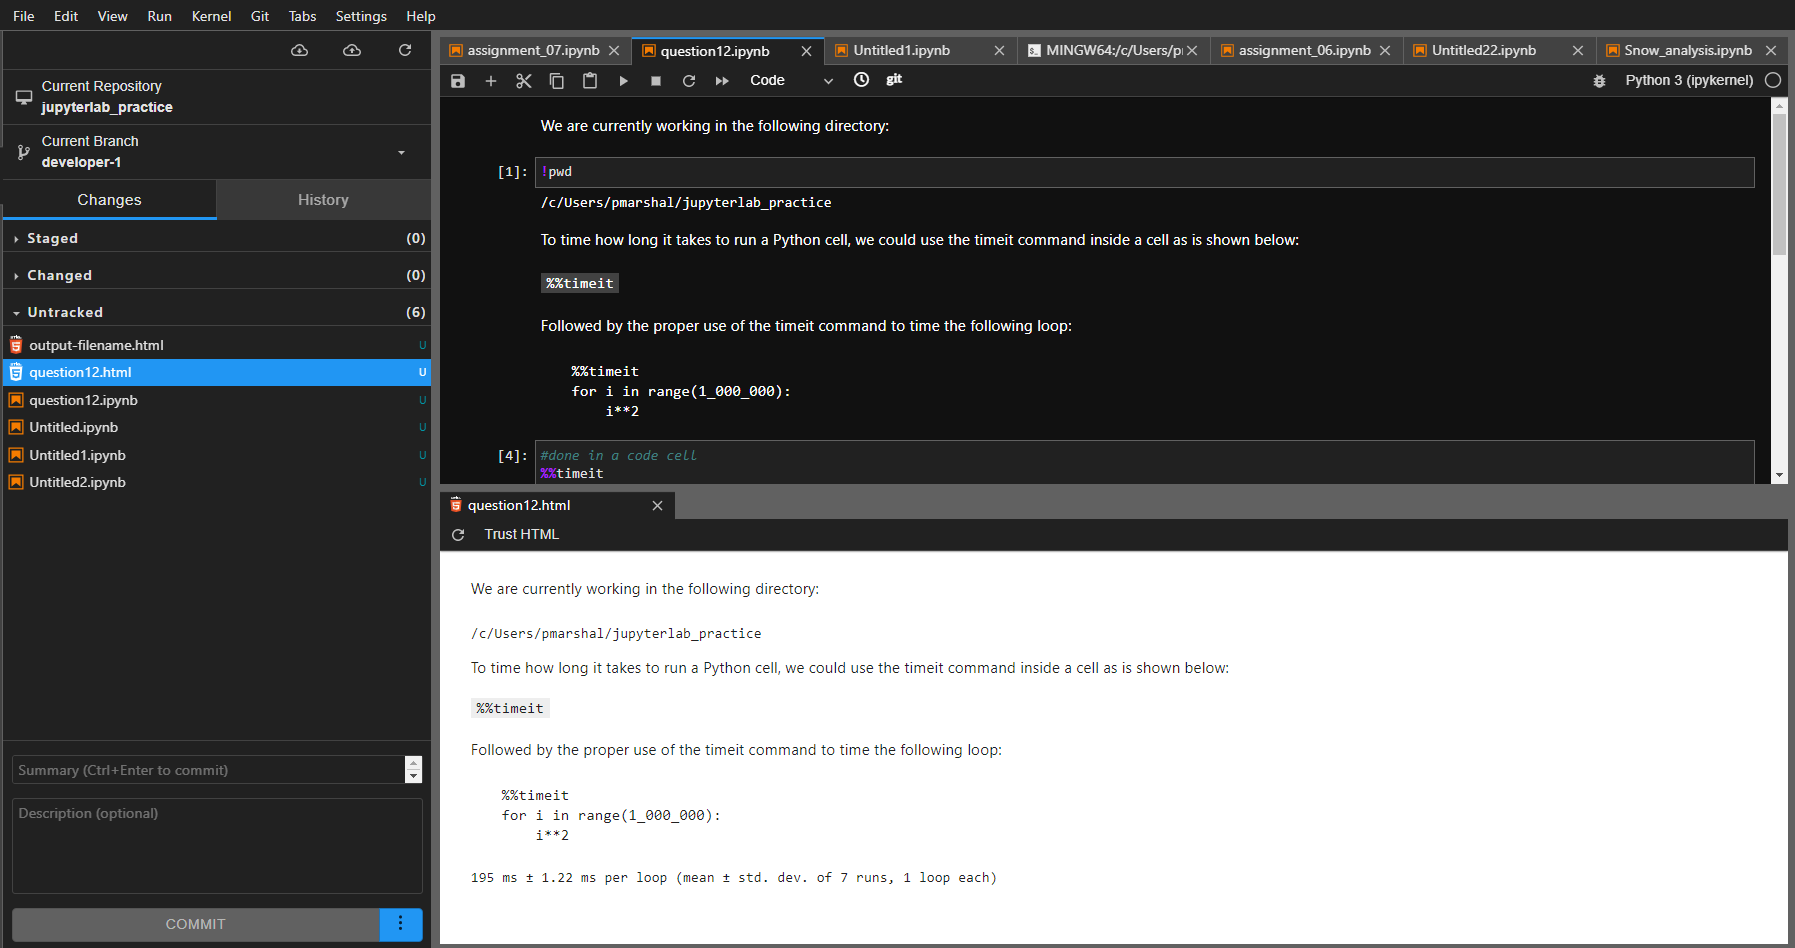 File Edit View Run Kernel Git Tabs Settings Help
Current Repository
jupyterlab_practice
Current Branch
developer-1
Changes History
Staged (0)
Changed (0)
Untracked (6)
output-filename.html U
question12.html U
question12.ipynb U
Untitled.ipynb U
Untitled1.ipynb U
Untitled2.ipynb U
Summary (Ctrl+Enter to commit)
Description (optional)
COMMIT
assignment_07.ipynb question12.ipynb Untitled1.ipynb MINGW64:/c/Users/p assignment_06.ipynb Untitled22.ipynb Snow_analysis.ipynb
Code git Python 3 (ipykernel)
We are currently working in the following directory:
[1]: !pwd
/c/Users/pmarshal/jupyterlab_practice
To time how long it takes to run a Python cell, we could use the timeit command inside a cell as is shown below:
%%timeit
Followed by the proper use of the timeit command to time the following loop:
%%timeit
for i in range(1_000_000):
i**2
[4]: #done in a code cell
%%timeit
question12.html
Trust HTML
We are currently working in the following directory:
/c/Users/pmarshal/jupyterlab_practice
To time how long it takes to run a Python cell, we could use the timeit command inside a cell as is shown below:
%%timeit
Followed by the proper use of the timeit command to time the following loop:
%%timeit
for i in range(1_000_000):
i**2
195 ms ± 1.22 ms per loop (mean ± std. dev. of 7 runs, 1 loop each)